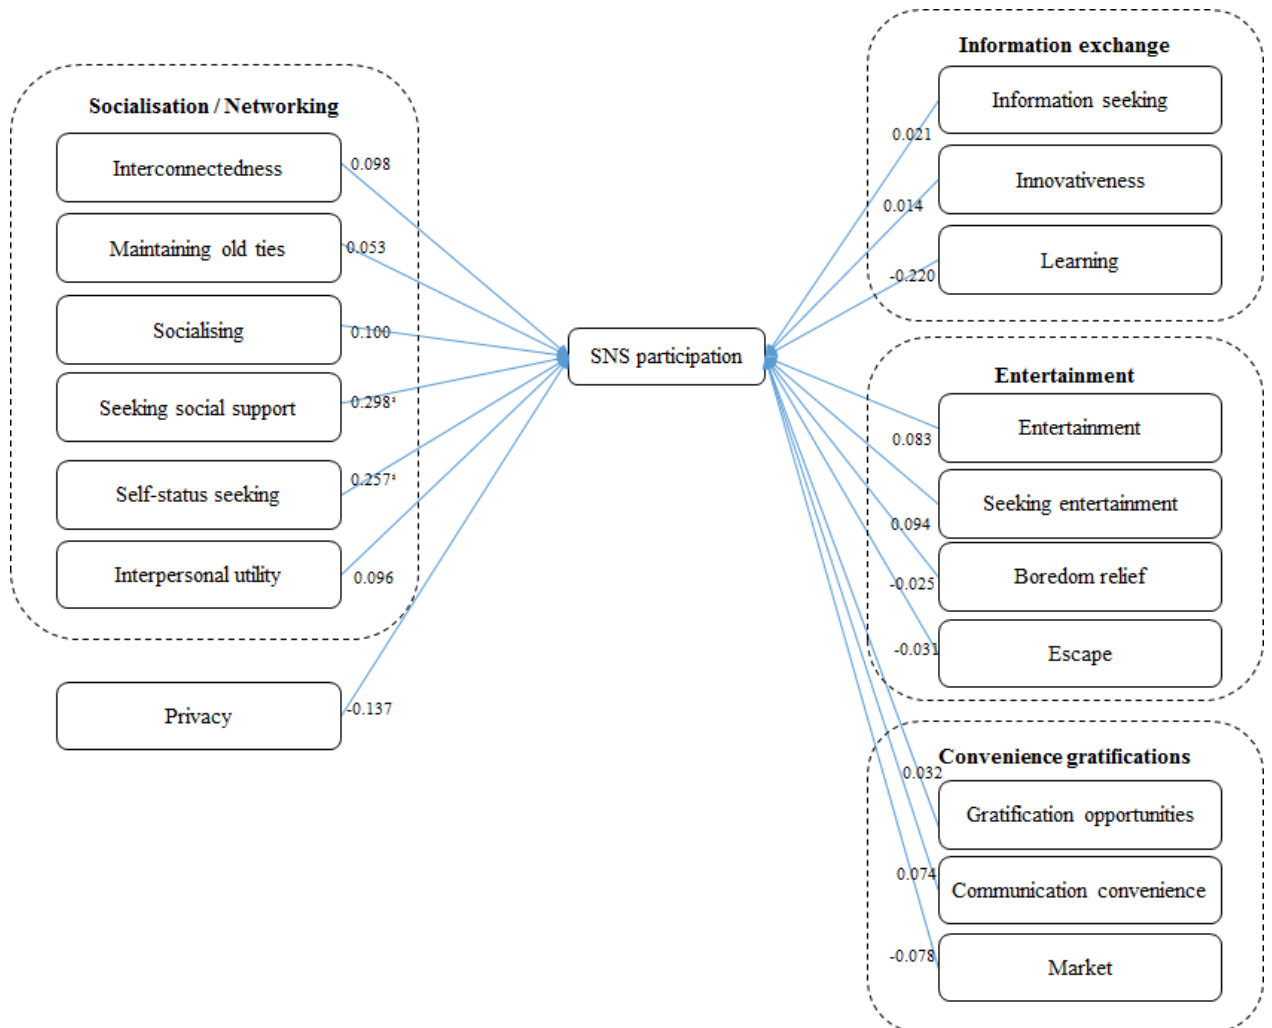 Socialisation / Networking
Interconnectedness
0.098
Maintaining old ties
0.053
Socialising
0.100
Seeking social support
0.298*
Self-status seeking
0.257*
Interpersonal utility
0.096
Privacy
-0.137
SNS participation
Information exchange
Information seeking
0.021
Innovativeness
0.014
Learning
-0.220
Entertainment
Entertainment
0.083
Seeking entertainment
0.094
Boredom relief
-0.025
Escape
-0.031
Convenience gratifications
0.032
Gratification opportunities
0.074
Communication convenience
-0.078
Market